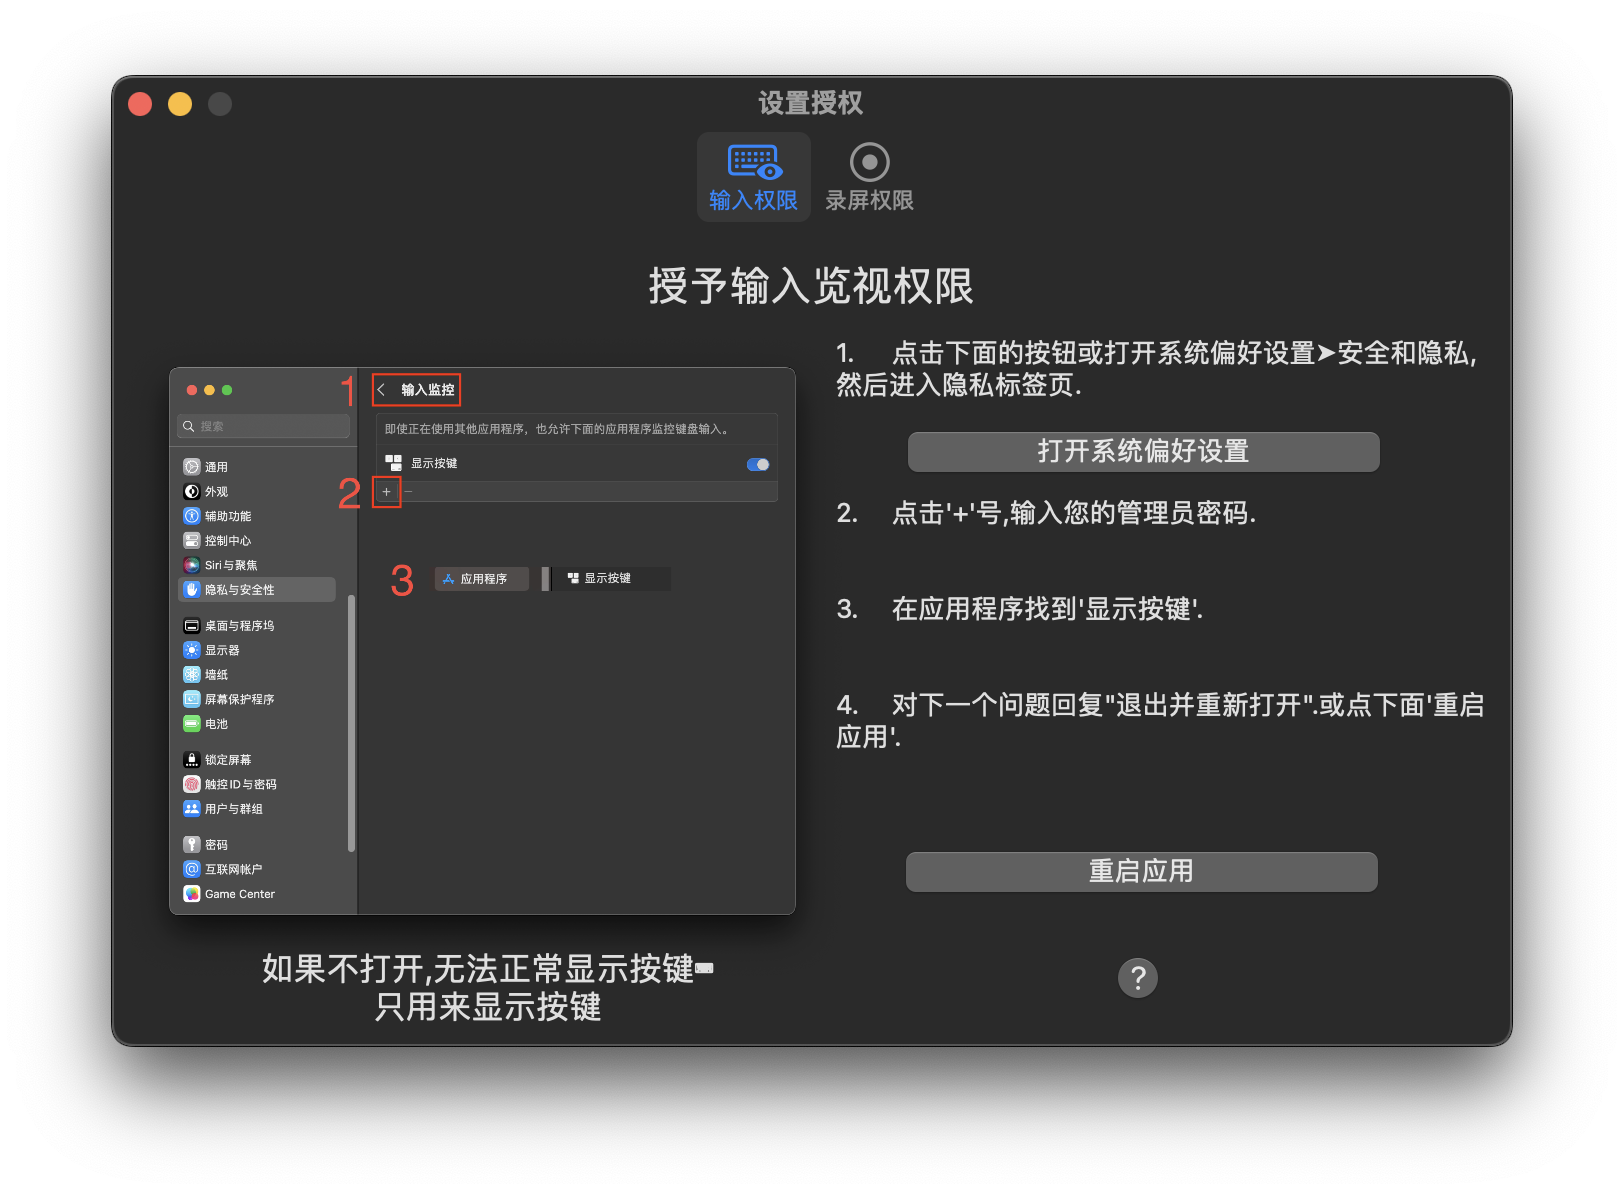 设置授权
输入权限
录屏权限
授予输入览视权限
1
输入监控
搜索
即使正在使用其他应用程序，也允许下面的应用程序监控键盘输入。
显示按键
2
+ −
3
应用程序
显示按键
通用
外观
辅助功能
控制中心
Siri与聚焦
隐私与安全性
桌面与程序坞
显示器
墙纸
屏幕保护程序
电池
锁定屏幕
触控ID与密码
用户与群组
密码
互联网帐户
Game Center
如果不打开,无法正常显示按键⌨
只用来显示按键
1. 点击下面的按钮或打开系统偏好设置➤安全和隐私,
然后进入隐私标签页.
打开系统偏好设置
2. 点击'+'号,输入您的管理员密码.
3. 在应用程序找到'显示按键'.
4. 对下一个问题回复"退出并重新打开".或点下面'重启
应用'.
重启应用
?